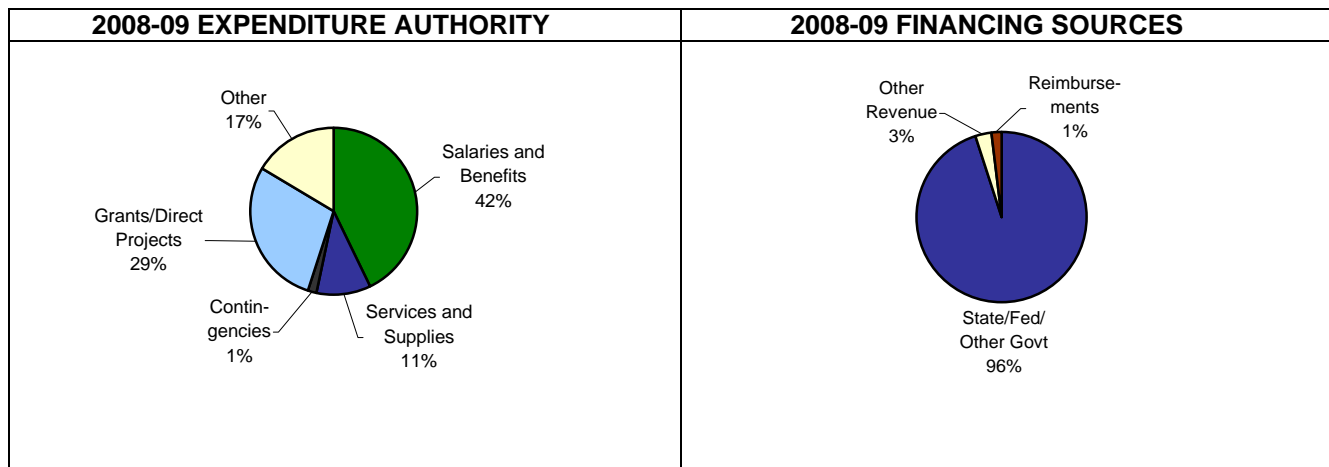 2008-09 EXPENDITURE AUTHORITY
Other
17%
Salaries and
Benefits
42%
Grants/Direct
Projects
29%
Contin-
gencies
1%
Services and
Supplies
11%
2008-09 FINANCING SOURCES
Other
Revenue
3%
Reimburse-
ments
1%
State/Fed/
Other Govt
96%